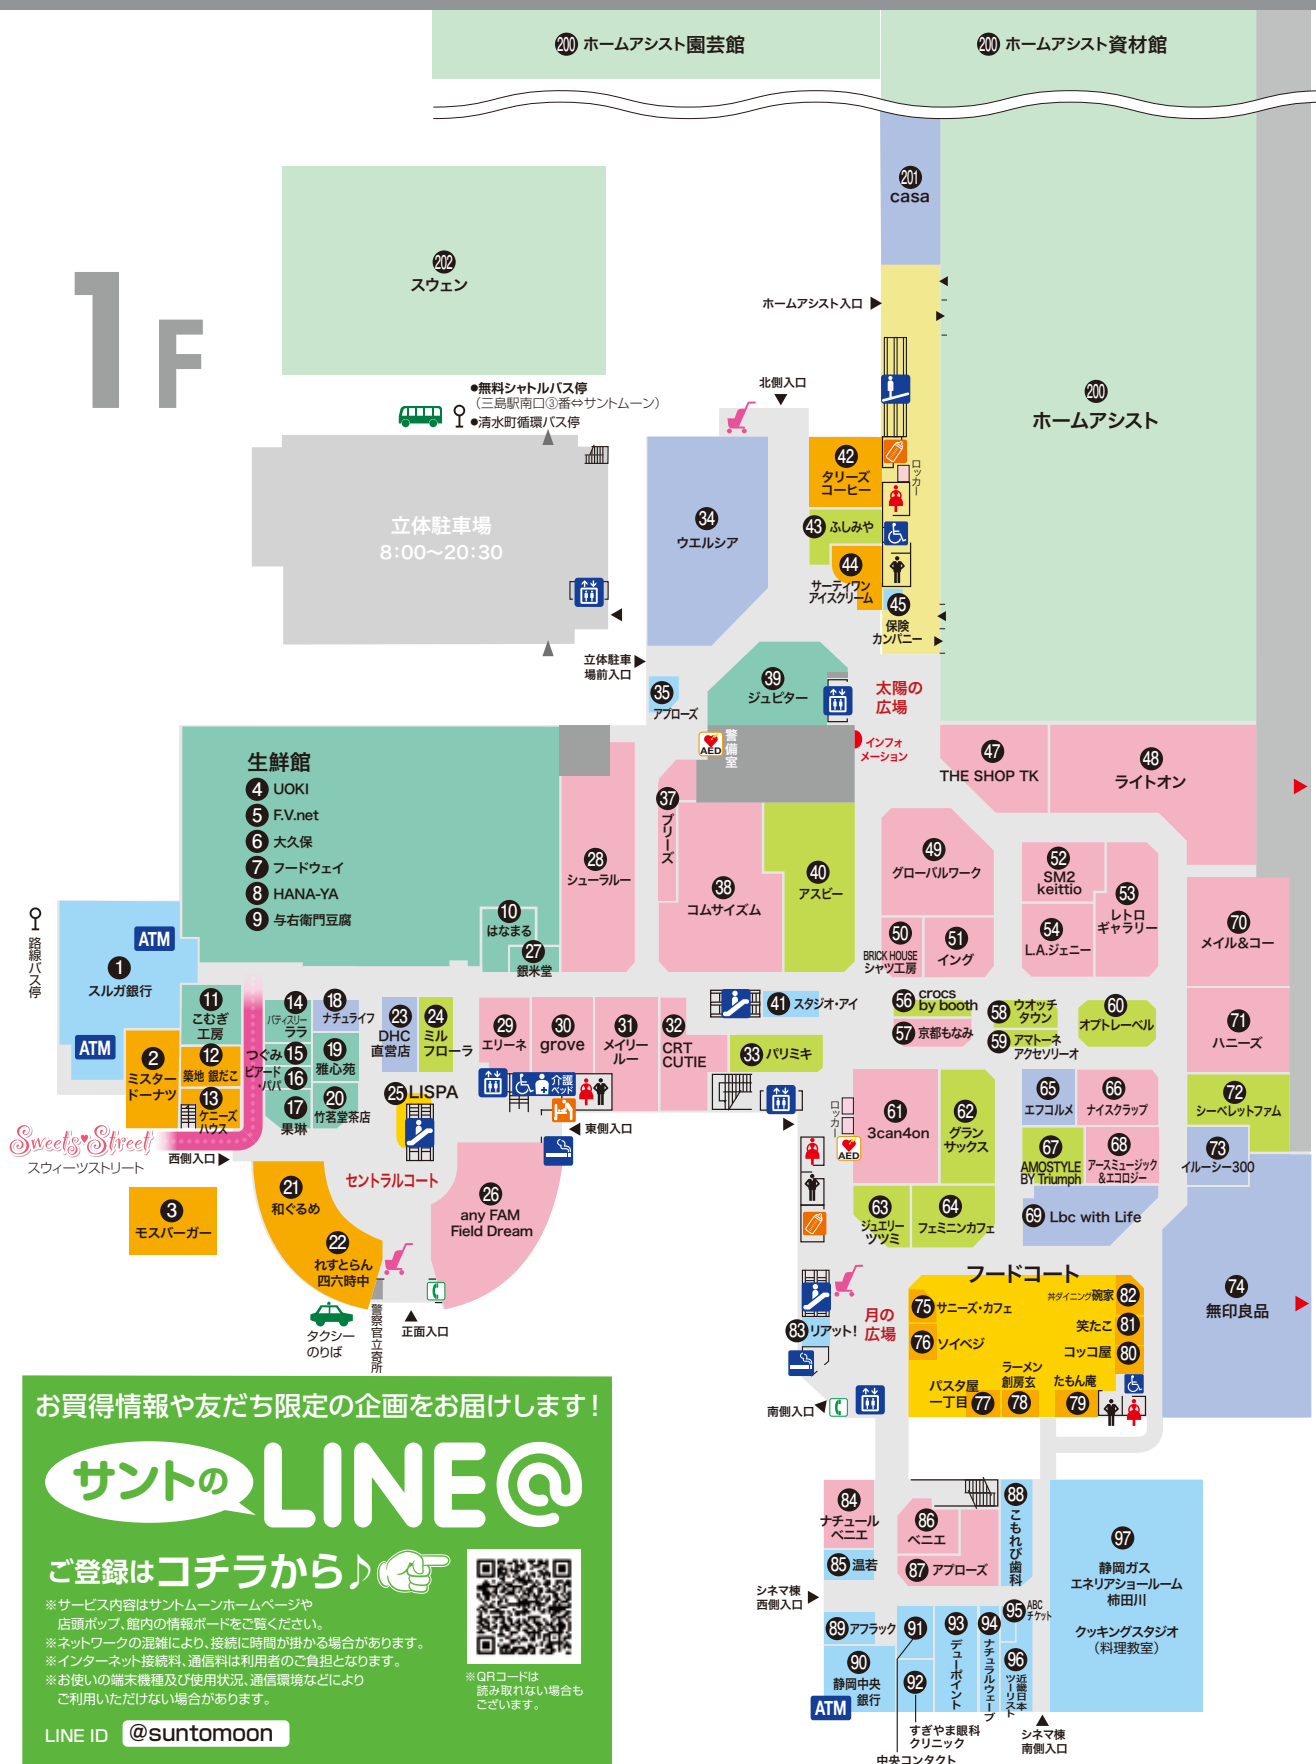 200 ホームアシスト園芸館
200 ホームアシスト資材館
201
casa
202
スウェン
1F
ホームアシスト入口
●無料シャトルバス停
(三島駅南口③番⇔サントムーン)
●清水町循環バス停
北側入口
200
ホームアシスト
42
タリーズ
コーヒー
ロッカー
立体駐車場
8:00〜20:30
34
ウエルシア
43 ふしみや
44
サーティワン
アイスクリーム
45
保険
カンパニー
立体駐車
場前入口
35
アプローズ
39
ジュピター
太陽の
広場
AED
警備室
インフォ
メーション
47
THE SHOP TK
48
ライトオン
生鮮館
4 UOKI
5 F.V.net
6 大久保
7 フードウェイ
8 HANA-YA
9 与右衛門豆腐
10
はなまる
27
銀米堂
28
シューラルー
37
ブリーズ
38
コムサイズム
40
アスビー
49
グローバルワーク
50
BRICK HOUSE
シャツ工房
51
イング
52
SM2
keittio
53
レトロ
ギャラリー
54
L.A.ジェニー
70
メイル&コー
路線バス停
ATM
1
スルガ銀行
ATM
2
ミスター
ドーナツ
11
こむぎ
工房
12
築地 銀だこ
13
ケニーズ
ハウス
14
パティスリー
ララ
つぐみ 15
ビアード
・パパ 16
17
果琳
18
ナチュライフ
19
雅心苑
20
竹茗堂茶店
23
DHC
直営店
24
ミル
フローラ
25 LISPA
29
エリーネ
30
grove
31
メイリー
ルー
32
CRT
CUTIE
33 パリミキ
41 スタジオ・アイ
介護
ベッド
56 crocs
by booth
57 京都もなみ
58 ウオッチ
タウン
59 アマトーネ
アクセソリーオ
60
オプトレーベル
71
ハニーズ
72
シーベレットファム
73
イルーシー300
Sweets♥Street
スウィーツストリート
西側入口
東側入口
セントラルコート
3
モスバーガー
21
和ぐるめ
22
れすとらん
四六時中
26
any FAM
Field Dream
タクシー
のりば
警察官立寄所
正面入口
ロッカー
AED
61
3can4on
62
グラン
サックス
63
ジュエリー
ツツミ
64
フェミニンカフェ
65
エフコルメ
66
ナイスクラップ
67
AMOSTYLE
BY Triumph
68
アースミュージック
&エコロジー
69 Lbc with Life
74
無印良品
フードコート
75 サニーズ・カフェ
76 ソイベジ
パスタ屋
一丁目 77
ラーメン
創房玄
78
たもん庵
79
コッコ屋 80
笑たこ 81
丼ダイニング碗家 82
83 リアット!
月の
広場
南側入口
84
ナチュール
ベニエ
85 温若
86
ベニエ
87 アプローズ
88
こもれび歯科
シネマ棟
西側入口
89 アフラック
90
静岡中央
銀行
ATM
91
92
すぎやま眼科
クリニック
中央コンタクト
93
デューポイント
94
ナチュラルウェーブ
95 ABC
チケット
96
近畿日本
ツーリスト
97
静岡ガス
エネリアショールーム
柿田川
クッキングスタジオ
(料理教室)
シネマ棟
南側入口
お買得情報や友だち限定の企画をお届けします!
サントのLINE@
ご登録はコチラから♪
※サービス内容はサントムーンホームページや
店頭ポップ、館内の情報ボードをご覧ください。
※ネットワークの混雑により、接続に時間が掛かる場合があります。
※インターネット接続料、通信料は利用者のご負担となります。
※お使いの端末機種及び使用状況、通信環境などにより
ご利用いただけない場合があります。
※QRコードは
読み取れない場合も
ございます。
LINE ID @suntomoon